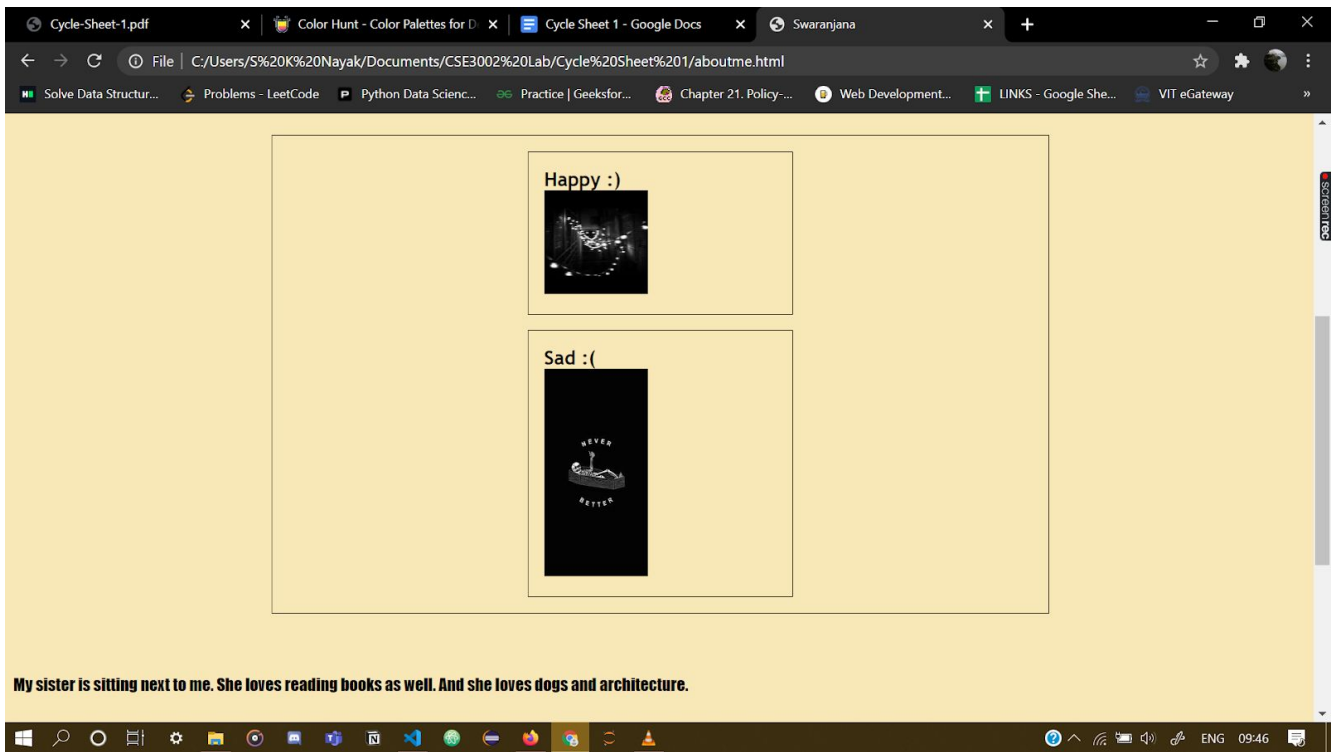 Cycle-Sheet-1.pdf
Color Hunt - Color Palettes for D
Cycle Sheet 1 - Google Docs
Swaranjana
File | C:/Users/S%20K%20Nayak/Documents/CSE3002%20Lab/Cycle%20Sheet%201/aboutme.html
Solve Data Structur...
Problems - LeetCode
Python Data Scienc...
Practice | Geeksfor...
Chapter 21. Policy-...
Web Development...
LINKS - Google She...
VIT eGateway
»
screenrec
Happy :)
Sad :(
NEVER
BETTER
My sister is sitting next to me. She loves reading books as well. And she loves dogs and architecture.
ENG 09:46